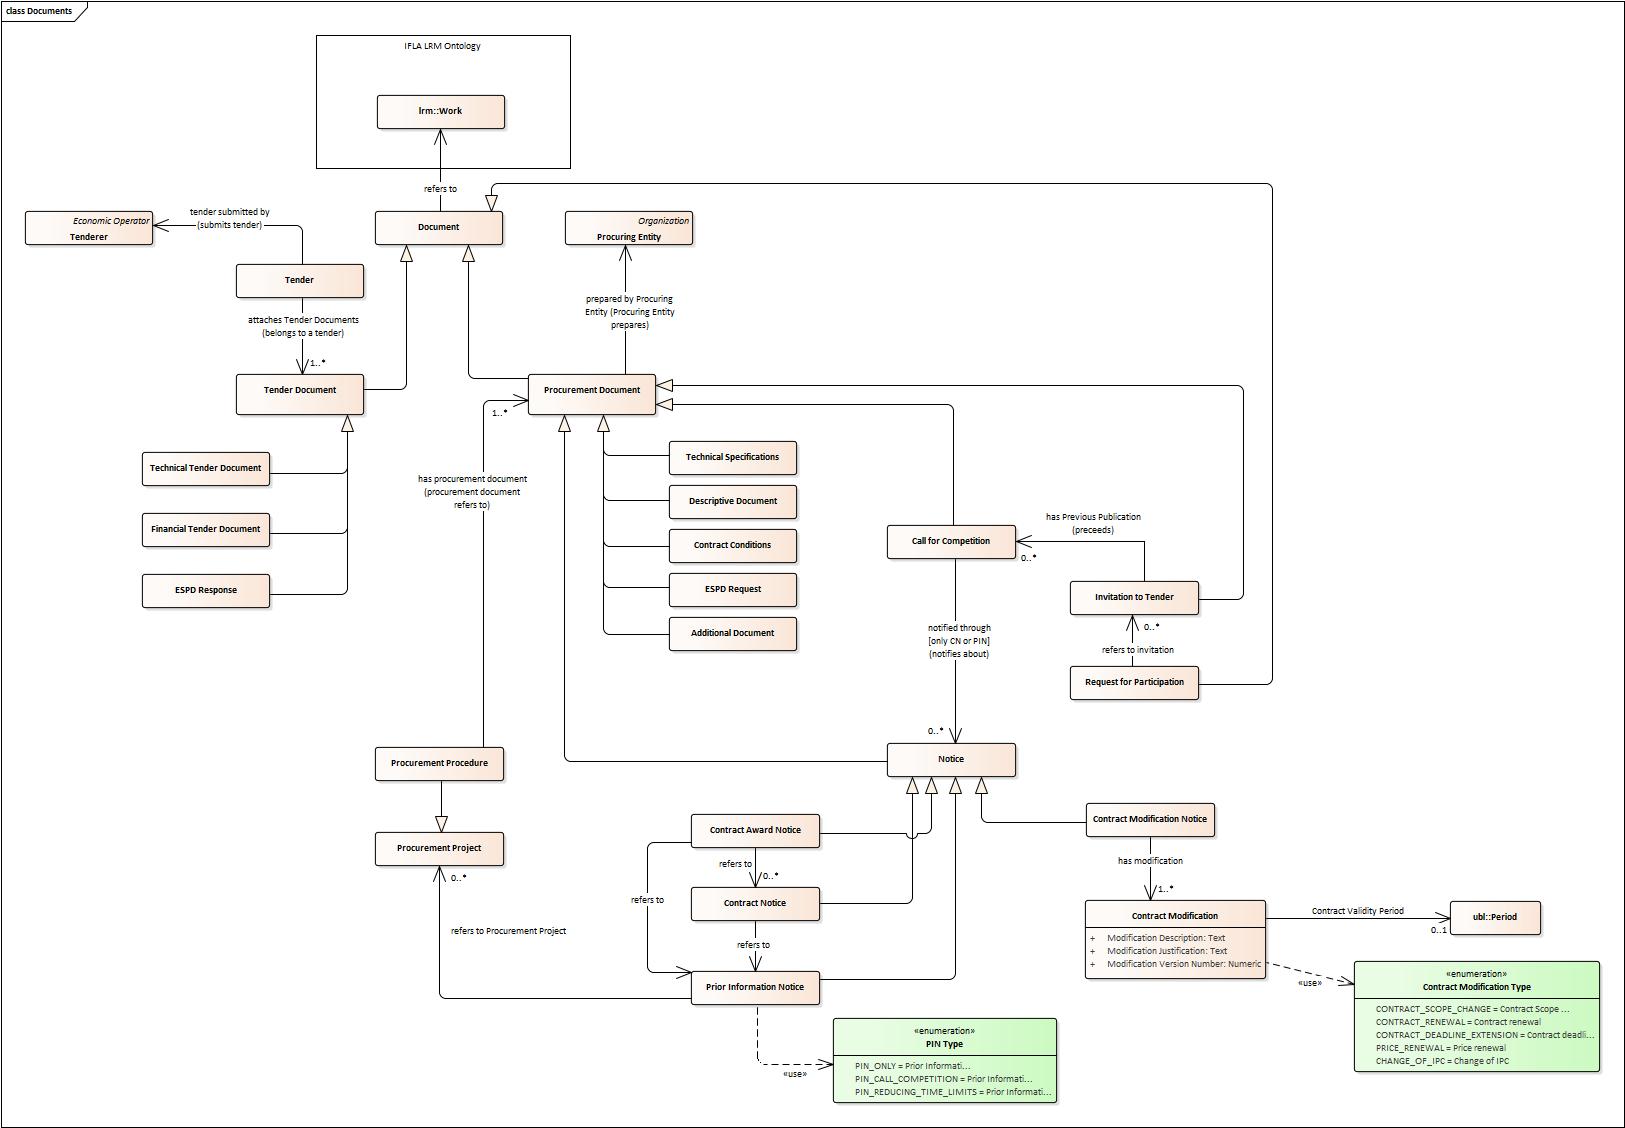 class Documents
IFLA LRM Ontology
lrm::Work
refers to
tender submitted by
(submits tender)
Economic Operator
Tenderer
Document
Organization
Procuring Entity
Tender
attaches Tender Documents
(belongs to a tender)
1..*
prepared by Procuring
Entity (Procuring Entity
prepares)
Tender Document
Procurement Document
1..*
Technical Tender Document
Financial Tender Document
ESPD Response
has procurement document
(procurement document
refers to)
Technical Specifications
Descriptive Document
Contract Conditions
ESPD Request
Additional Document
Call for Competition
has Previous Publication
(preceeds)
0..*
Invitation to Tender
0..*
refers to invitation
Request for Participation
notified through
[only CN or PIN]
(notifies about)
0..*
Notice
Procurement Procedure
Procurement Project
0..*
refers to Procurement Project
Contract Award Notice
refers to
0..*
refers to
Contract Notice
refers to
Prior Information Notice
Contract Modification Notice
has modification
1..*
Contract Modification
+ Modification Description: Text
+ Modification Justification: Text
+ Modification Version Number: Numeric
Contract Validity Period
0..1
ubl::Period
«use»
«enumeration»
Contract Modification Type
CONTRACT_SCOPE_CHANGE = Contract Scope ...
CONTRACT_RENEWAL = Contract renewal
CONTRACT_DEADLINE_EXTENSION = Contract deadli...
PRICE_RENEWAL = Price renewal
CHANGE_OF_IPC = Change of IPC
«use»
«enumeration»
PIN Type
PIN_ONLY = Prior Informati...
PIN_CALL_COMPETITION = Prior Informati...
PIN_REDUCING_TIME_LIMITS = Prior Informati...